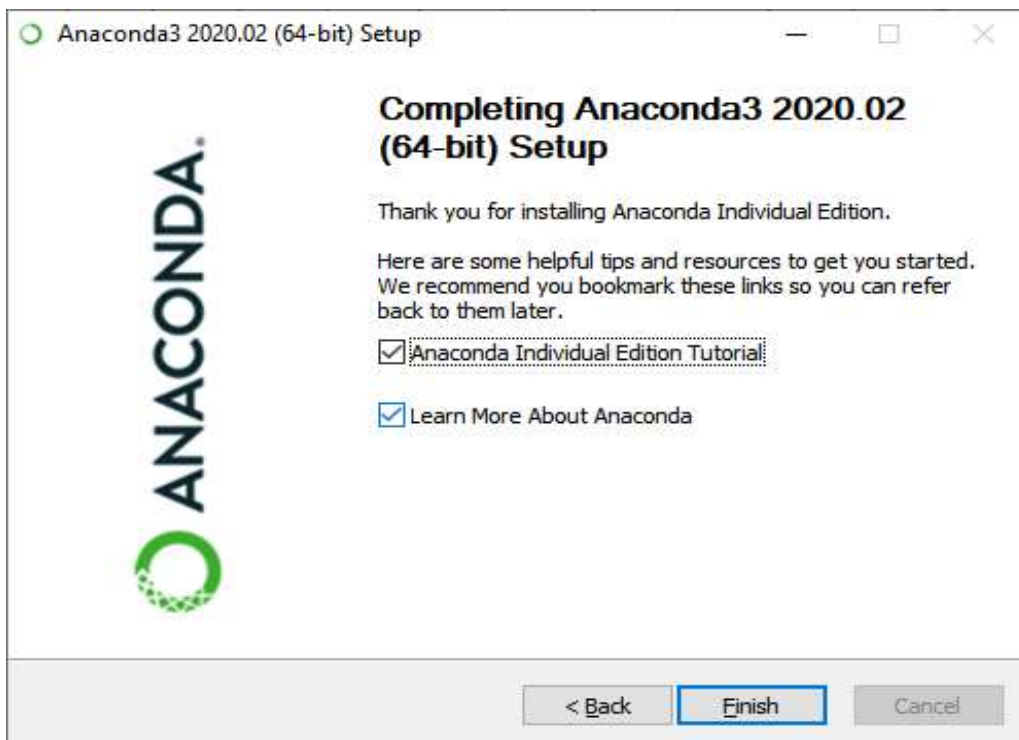 Anaconda3 2020.02 (64-bit) Setup
Completing Anaconda3 2020.02
(64-bit) Setup
Thank you for installing Anaconda Individual Edition.
Here are some helpful tips and resources to get you started.
We recommend you bookmark these links so you can refer
back to them later.
Anaconda Individual Edition Tutorial
Learn More About Anaconda
ANACONDA.
< Back
Finish
Cancel